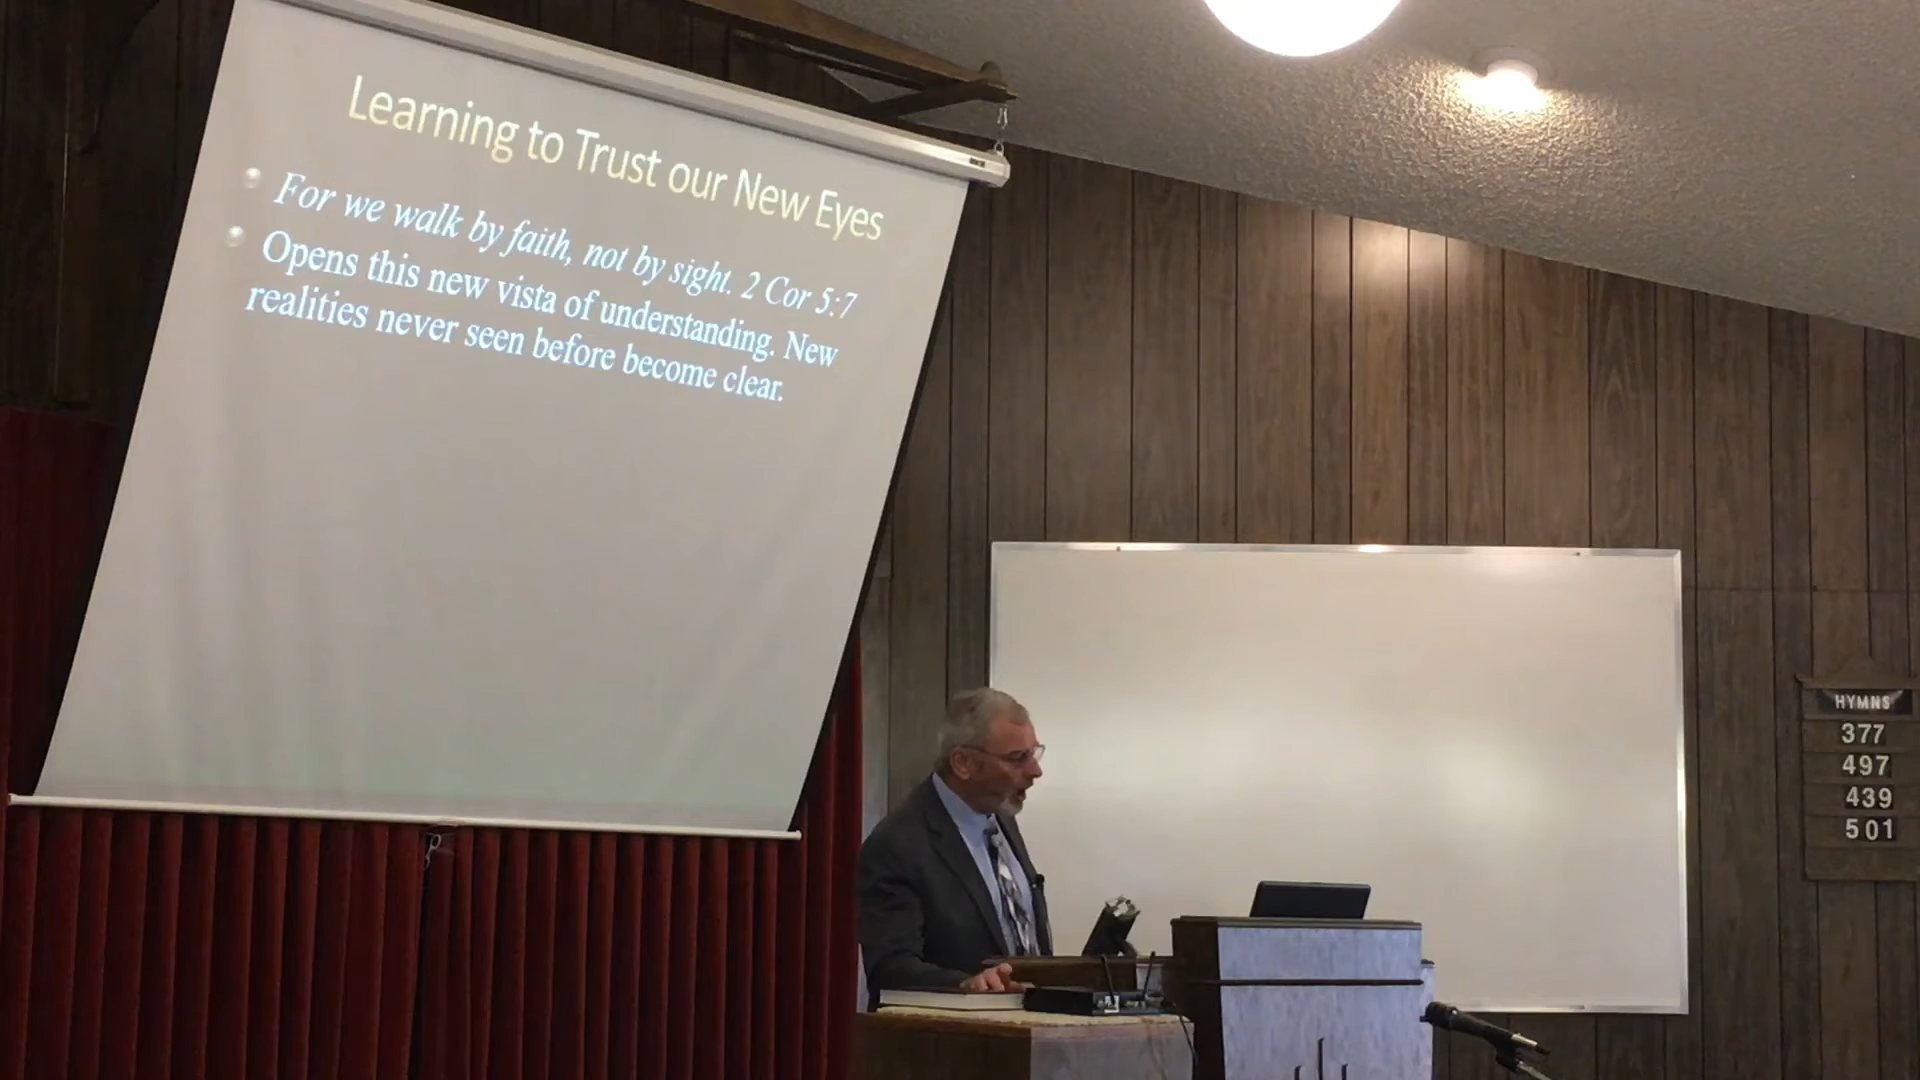 Learning to Trust our New Eyes
For we walk by faith, not by sight. 2 Cor 5:7
Opens this new vista of understanding. New
realities never seen before become clear.
HYMNS
377
497
439
501